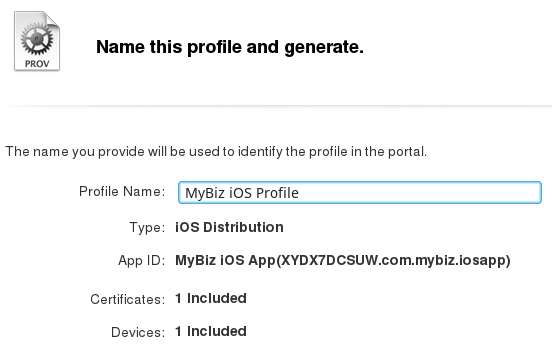 PROV
Name this profile and generate.
The name you provide will be used to identify the profile in the portal.
Profile Name: MyBiz iOS Profile
Type: iOS Distribution
App ID: MyBiz iOS App(XYDX7DCSUW.com.mybiz.iosapp)
Certificates: 1 Included
Devices: 1 Included